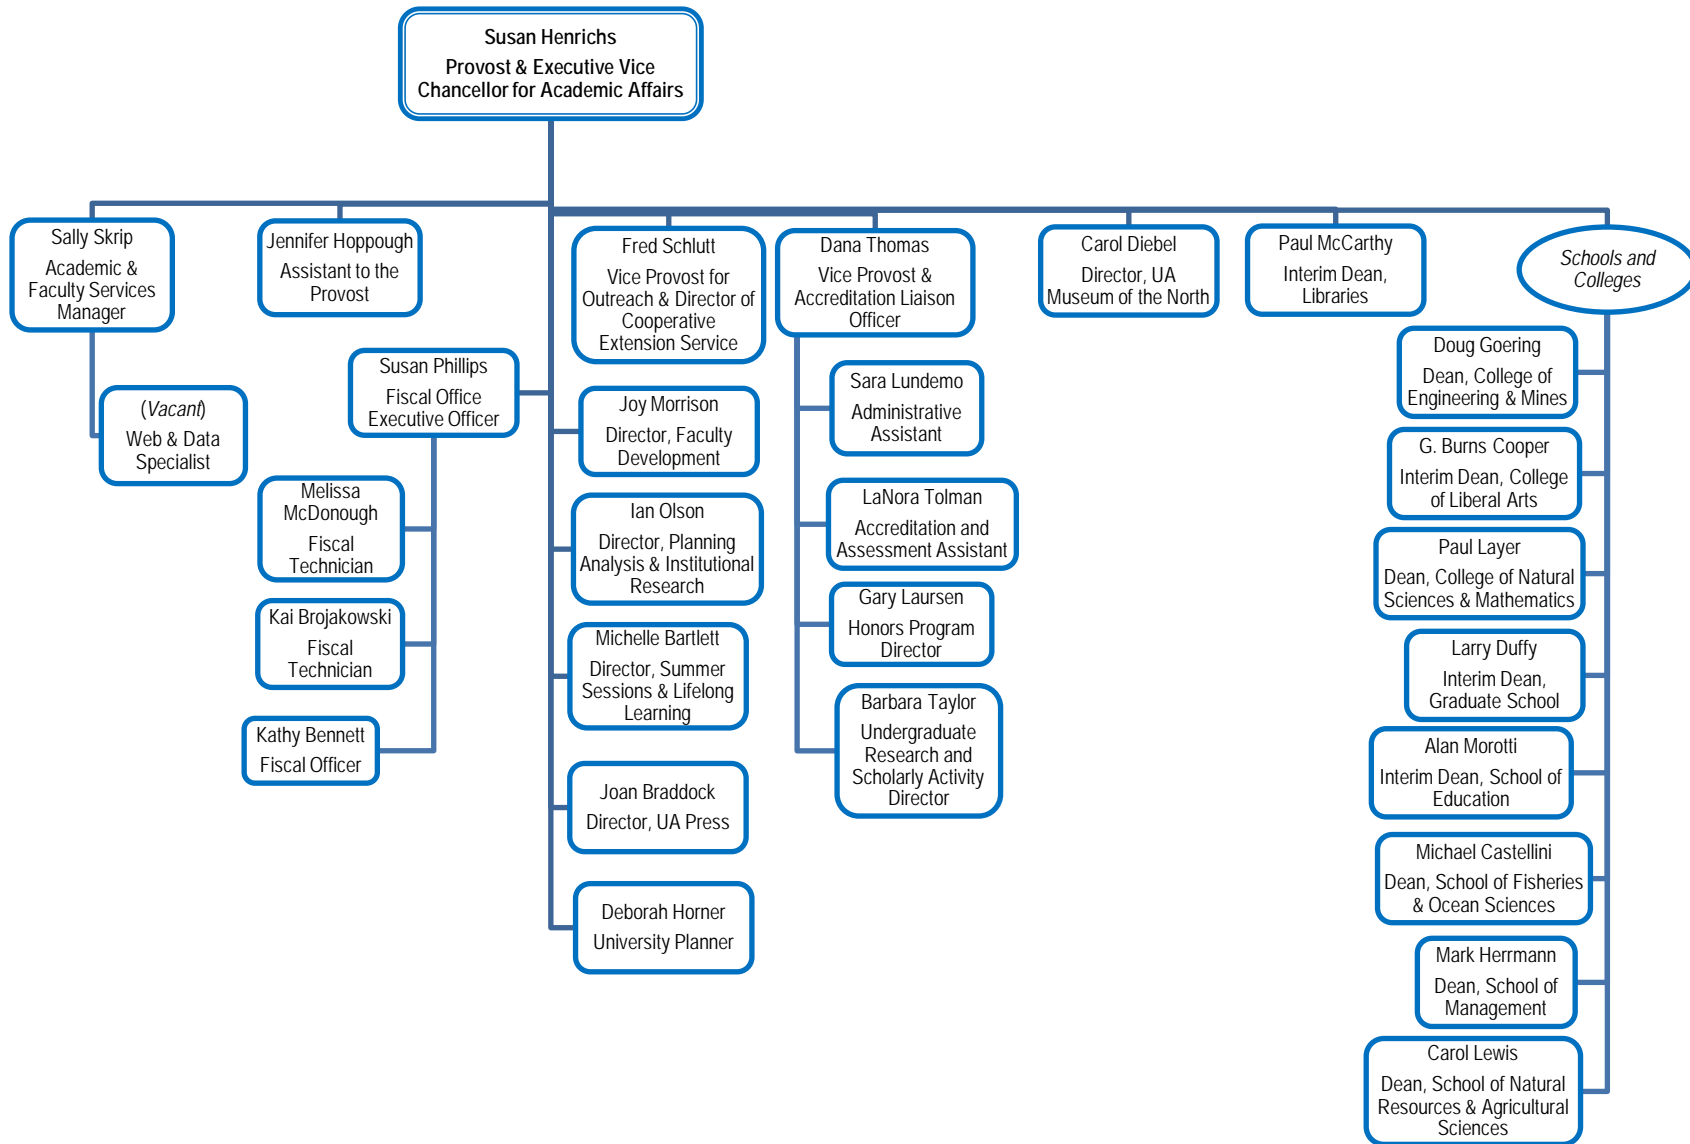 Susan Henrichs
Provost & Executive Vice
Chancellor for Academic Affairs
Sally Skrip
Academic &
Faculty Services
Manager
(Vacant)
Web & Data
Specialist
Jennifer Hoppough
Assistant to the
Provost
Susan Phillips
Fiscal Office
Executive Officer
Melissa
McDonough
Fiscal
Technician
Kai Brojakowski
Fiscal
Technician
Kathy Bennett
Fiscal Officer
Fred Schlutt
Vice Provost for
Outreach & Director of
Cooperative
Extension Service
Joy Morrison
Director, Faculty
Development
Ian Olson
Director, Planning
Analysis & Institutional
Research
Michelle Bartlett
Director, Summer
Sessions & Lifelong
Learning
Joan Braddock
Director, UA Press
Deborah Horner
University Planner
Dana Thomas
Vice Provost &
Accreditation Liaison
Officer
Sara Lundemo
Administrative
Assistant
LaNora Tolman
Accreditation and
Assessment Assistant
Gary Laursen
Honors Program
Director
Barbara Taylor
Undergraduate
Research and
Scholarly Activity
Director
Carol Diebel
Director, UA
Museum of the North
Paul McCarthy
Interim Dean,
Libraries
Schools and
Colleges
Doug Goering
Dean, College of
Engineering & Mines
G. Burns Cooper
Interim Dean, College
of Liberal Arts
Paul Layer
Dean, College of Natural
Sciences & Mathematics
Larry Duffy
Interim Dean,
Graduate School
Alan Morotti
Interim Dean, School of
Education
Michael Castellini
Dean, School of Fisheries
& Ocean Sciences
Mark Herrmann
Dean, School of
Management
Carol Lewis
Dean, School of Natural
Resources & Agricultural
Sciences